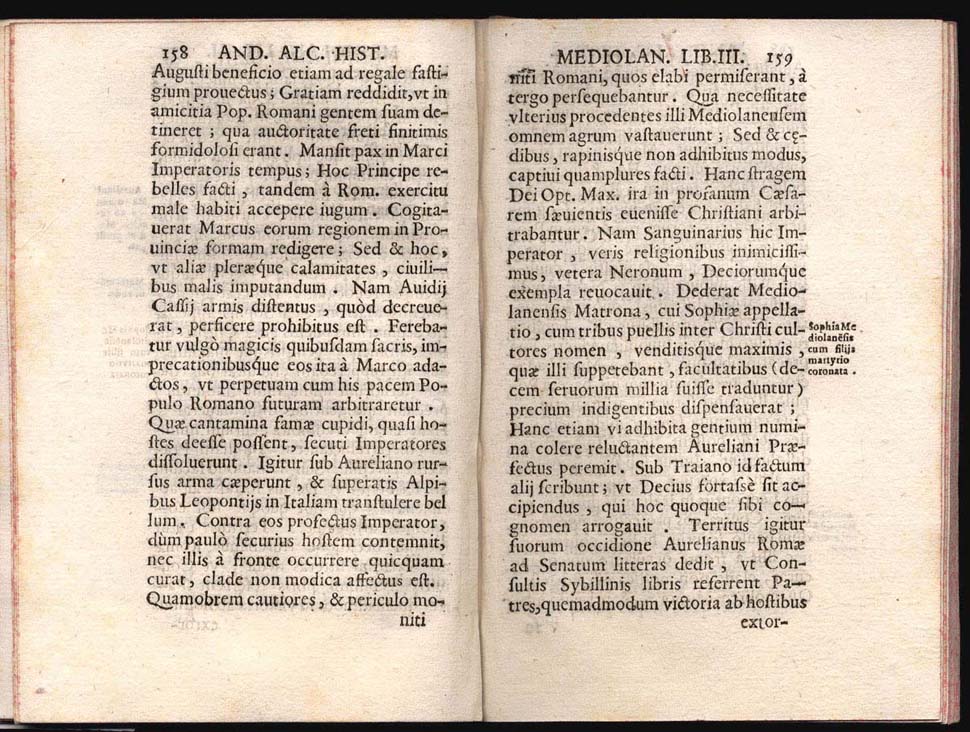 158 AND. ALC. HIST.
Augusti beneficio etiam ad regale fasti-
gium prouectus; Gratiam reddidit, vt in
amicitia Pop. Romani gentem suam de-
tineret; qua auctoritate freti finitimis
formidolosi erant. Mansit pax in Marci
Imperatoris tempus; Hoc Principe re-
belles facti, tandem à Rom. exercitu
male habiti accepere iugum. Cogita-
uerat Marcus eorum regionem in Pro-
uinciæ formam redigere; Sed & hoc,
vt aliæ pleræque calamitates, ciuili-
bus malis imputandum. Nam Auidij
Cassij armis distentus, quòd decreue-
rat, perficere prohibitus est. Fereba-
tur vulgò magicis quibusdam sacris, im-
precationibusque eos ita à Marco ada-
ctos, vt perpetuam cum his pacem Po-
pulo Romano futuram arbitraretur.
Quæ cantamina famæ cupidi, quasi ho-
stes deesse possent, secuti Imperatores
dissoluerunt. Igitur sub Aureliano rur-
sus arma cæperunt, & superatis Alpi-
bus Leopontijs in Italiam transtulere bel
lum. Contra eos profectus Imperator,
dùm paulò securius hostem contemnit,
nec illis à fronte occurrere quicquam
curat, clade non modica affectus est.
Quamobrem cautiores, & periculo mo-
niti
MEDIOLAN. LIB.III. 159
niti Romani, quos elabi permiserant, à
tergo persequebantur. Qua necessitate
vlterius procedentes illi Mediolanensem
omnem agrum vastauerunt; Sed & cę-
dibus, rapinisque non adhibitus modus,
captiui quamplures facti. Hanc stragem
Dei Opt. Max. ira in profanum Cæsa-
rem sæuientis euenisse Christiani arbi-
trabantur. Nam Sanguinarius hic Im-
perator, veris religionibus inimicissi-
mus, vetera Neronum, Deciorumque
exempla reuocauit. Dederat Medio-
lanensis Matrona, cui Sophiæ appella-
tio, cum tribus puellis inter Christi cul-
tores nomen, venditisque maximis,
quæ illi suppetebant, facultatibus (de-
cem seruorum millia fuisse traduntur)
precium indigentibus dispensauerat;
Hanc etiam vi adhibita gentium numi-
na colere reluctantem Aureliani Præ-
fectus peremit. Sub Traiano id factum
alij scribunt; vt Decius fortassè sit ac-
cipiendus, qui hoc quoque sibi co-
gnomen arrogauit. Territus igitur
suorum occidione Aurelianus Romæ
ad Senatum litteras dedit, vt Con-
sultis Sybillinis libris referrent Pa-
tres, quemadmodum victoria ab hostibus
extor-
Sophia Me
diolanēsis
cum filijs
martyrio
coronata.